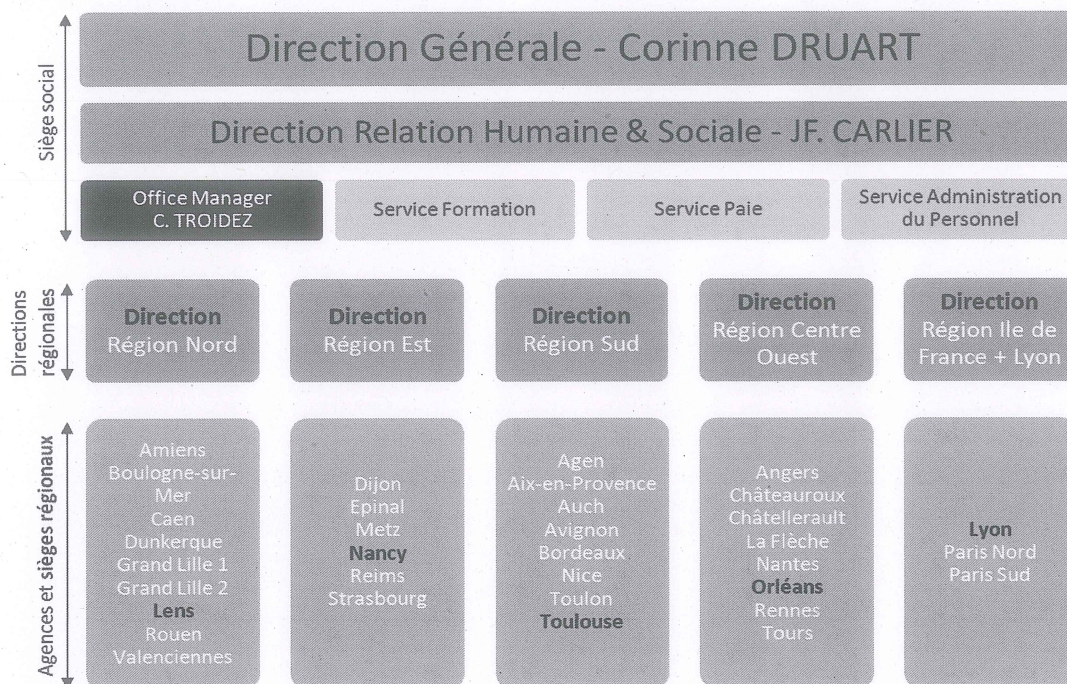 Siège social
Direction Générale - Corinne DRUART
Direction Relation Humaine & Sociale - JF. CARLIER
Office Manager
C. TROIDEZ
Service Formation
Service Paie
Service Administration
du Personnel
Directions
régionales
Direction
Région Nord
Direction
Région Est
Direction
Région Sud
Direction
Région Centre
Ouest
Direction
Région Ile de
France + Lyon
Agences et sièges régionaux
Amiens
Boulogne-sur-
Mer
Caen
Dunkerque
Grand Lille 1
Grand Lille 2
Lens
Rouen
Valenciennes
Dijon
Epinal
Metz
Nancy
Reims
Strasbourg
Agen
Aix-en-Provence
Auch
Avignon
Bordeaux
Nice
Toulon
Toulouse
Angers
Châteauroux
Châtellerault
La Flèche
Nantes
Orléans
Rennes
Tours
Lyon
Paris Nord
Paris Sud